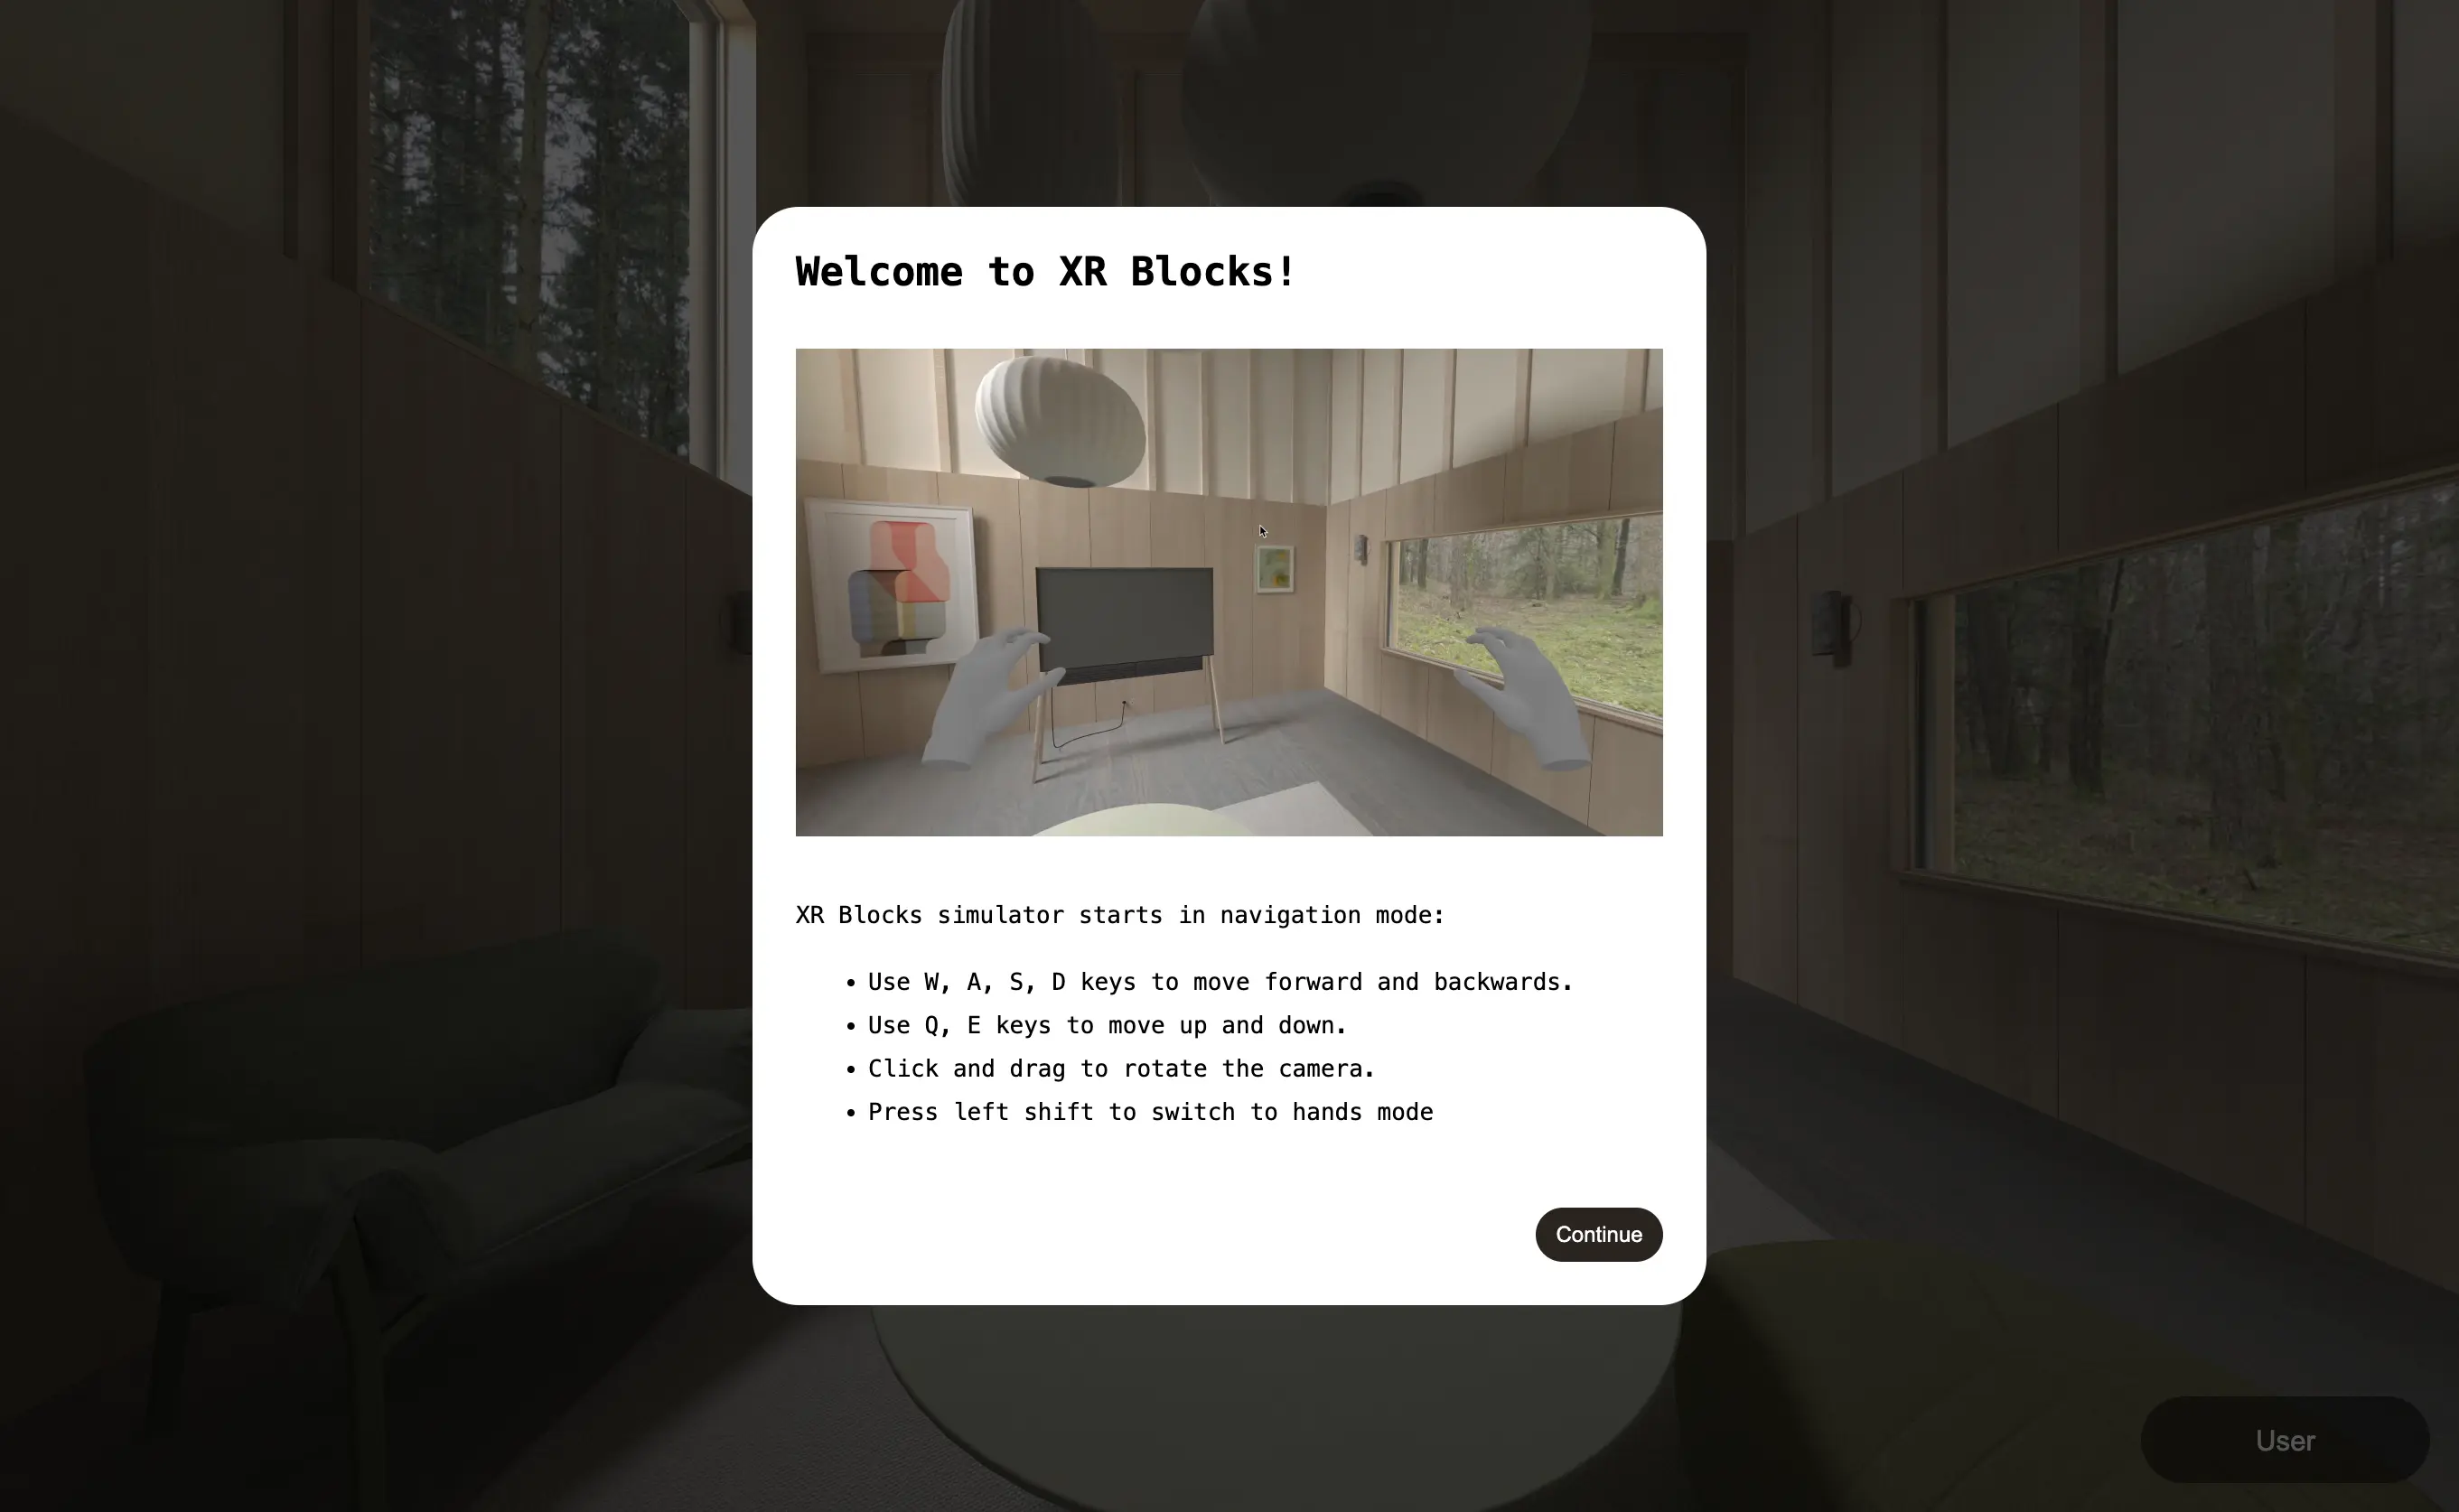 Welcome to XR Blocks!
XR Blocks simulator starts in navigation mode:
• Use W, A, S, D keys to move forward and backwards.
• Use Q, E keys to move up and down.
• Click and drag to rotate the camera.
• Press left shift to switch to hands mode
Continue
User